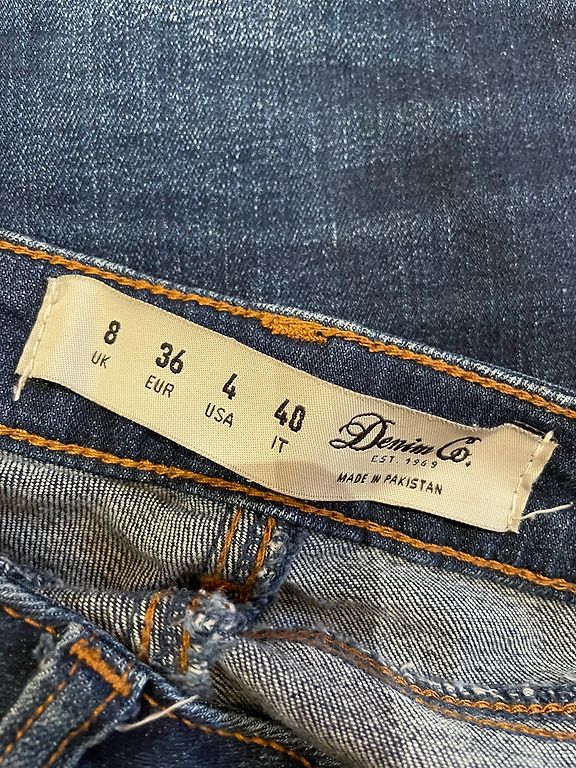 8 36 4 40
UK EUR USA IT
Denim Co.
EST. 1969
MADE IN PAKISTAN